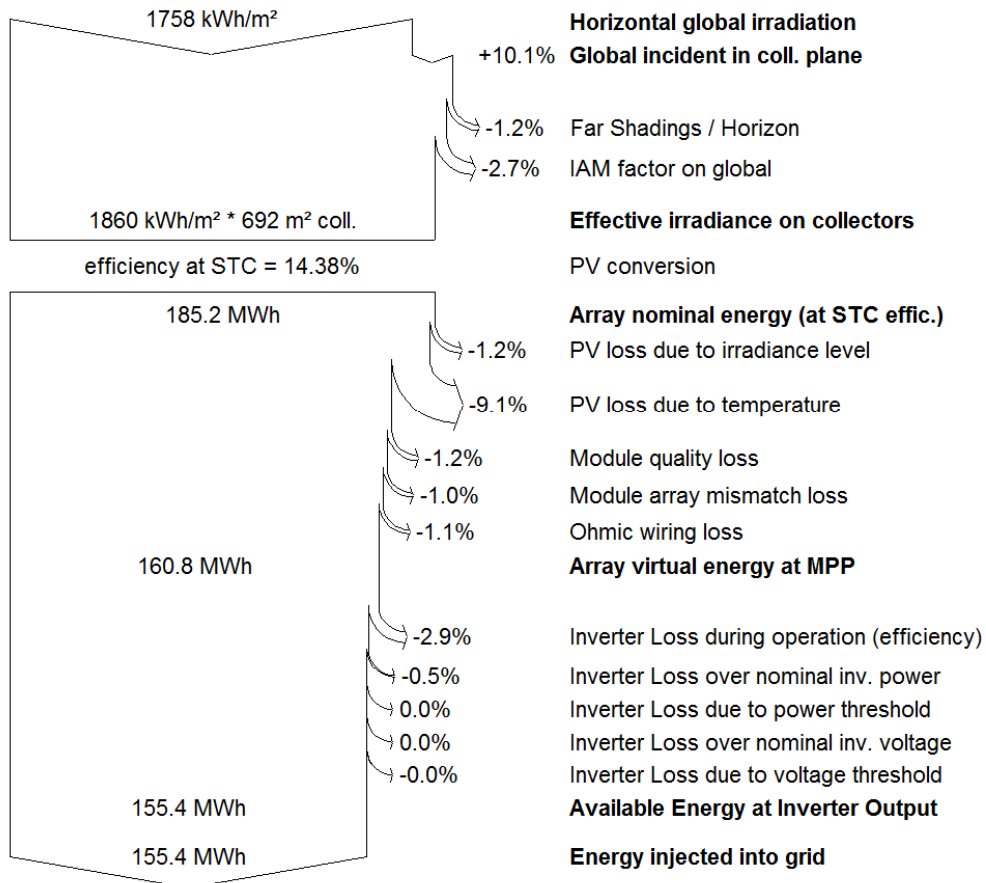 1758 kWh/m² Horizontal global irradiation
+10.1% Global incident in coll. plane
-1.2% Far Shadings / Horizon
-2.7% IAM factor on global
1860 kWh/m² * 692 m² coll. Effective irradiance on collectors
efficiency at STC = 14.38% PV conversion
185.2 MWh Array nominal energy (at STC effic.)
-1.2% PV loss due to irradiance level
-9.1% PV loss due to temperature
-1.2% Module quality loss
-1.0% Module array mismatch loss
-1.1% Ohmic wiring loss
160.8 MWh Array virtual energy at MPP
-2.9% Inverter Loss during operation (efficiency)
-0.5% Inverter Loss over nominal inv. power
0.0% Inverter Loss due to power threshold
0.0% Inverter Loss over nominal inv. voltage
-0.0% Inverter Loss due to voltage threshold
155.4 MWh Available Energy at Inverter Output
155.4 MWh Energy injected into grid